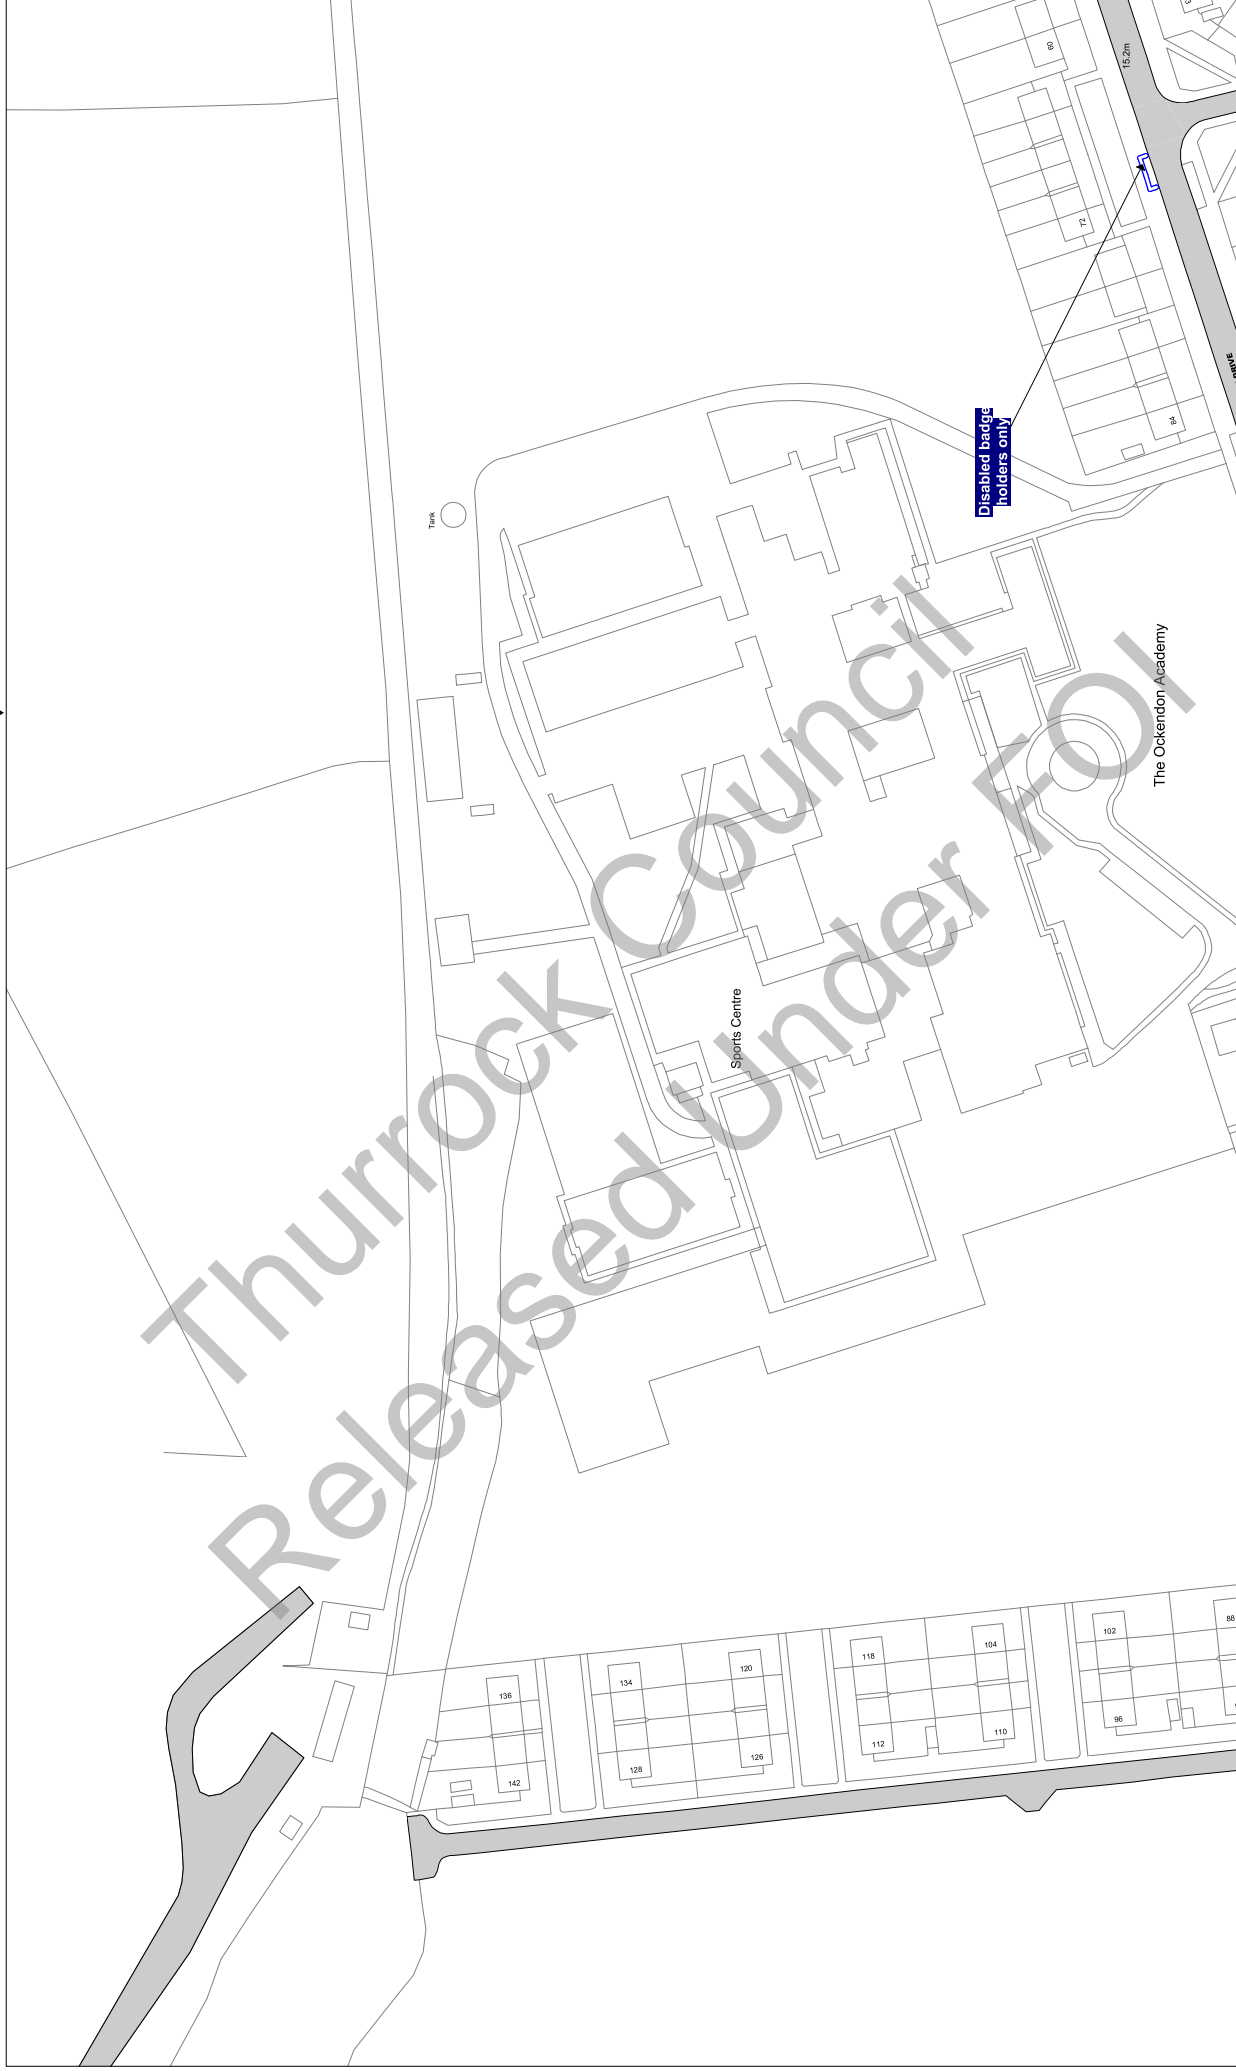 15.2m
60
72
84
DRIVE
Disabled badge
holders only
Tank
The Ockendon Academy
Sports Centre
Thurrock Council
Released Under FOI
136
142
134
120
128
126
118
104
112
110
102
96
88